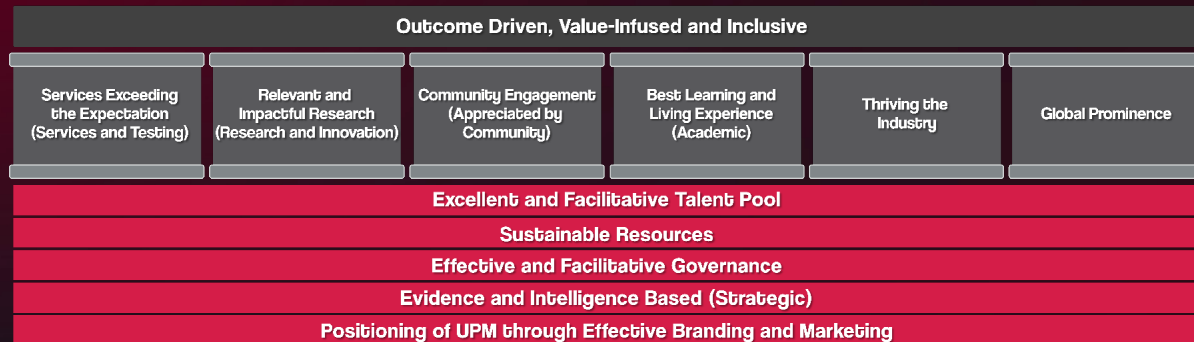 Outcome Driven, Value-Infused and Inclusive
Services Exceeding
the Expectation
(Services and Testing)
Relevant and
Impactful Research
(Research and Innovation)
Community Engagement
(Appreciated by
Community)
Best Learning and
Living Experience
(Academic)
Thriving the
Industry
Global Prominence
Excellent and Facilitative Talent Pool
Sustainable Resources
Effective and Facilitative Governance
Evidence and Intelligence Based (Strategic)
Positioning of UPM through Effective Branding and Marketing